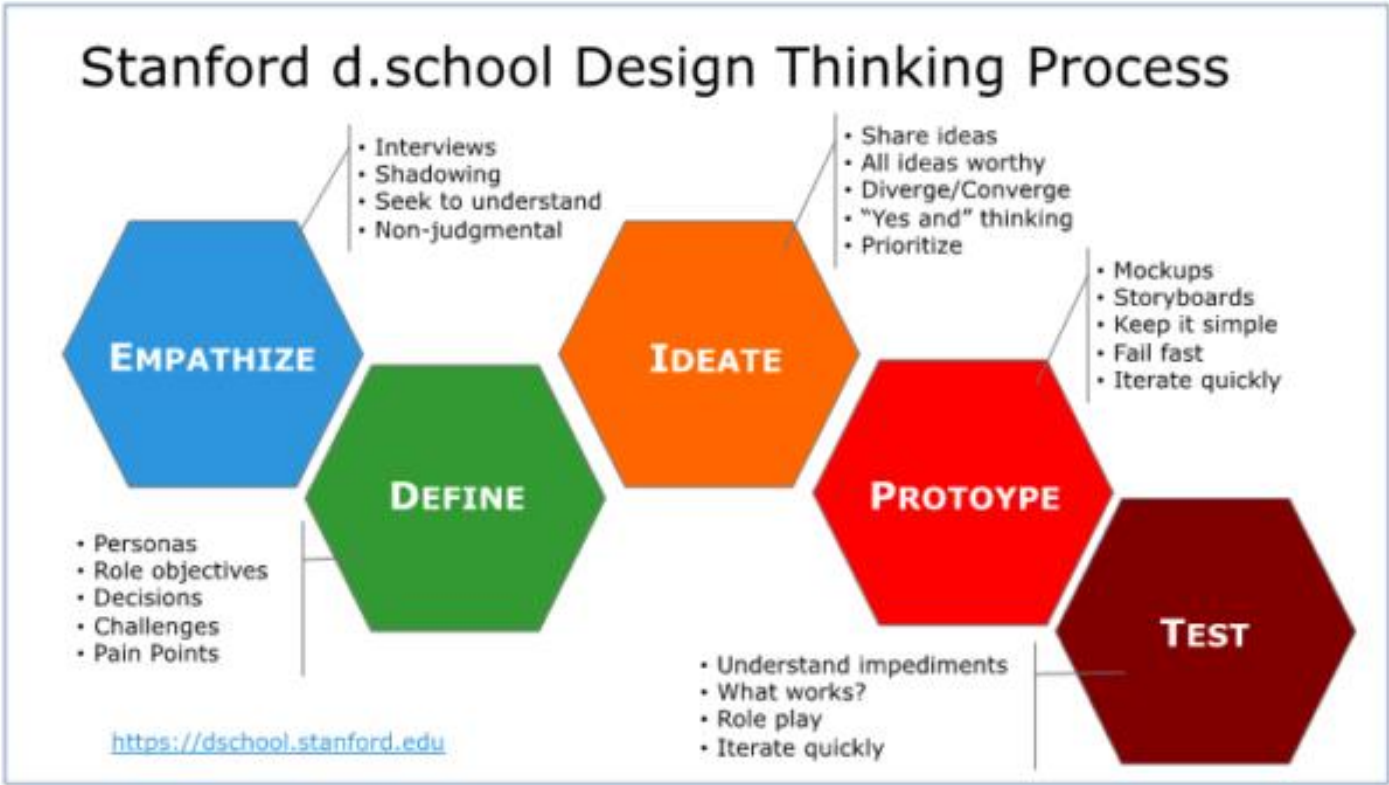 Stanford d.school Design Thinking Process
• Interviews
• Shadowing
• Seek to understand
• Non-judgmental
EMPATHIZE
• Personas
• Role objectives
• Decisions
• Challenges
• Pain Points
DEFINE
• Share ideas
• All ideas worthy
• Diverge/Converge
• “Yes and” thinking
• Prioritize
IDEATE
• Mockups
• Storyboards
• Keep it simple
• Fail fast
• Iterate quickly
PROTOYPE
• Understand impediments
• What works?
• Role play
• Iterate quickly
TEST
https://dschool.stanford.edu